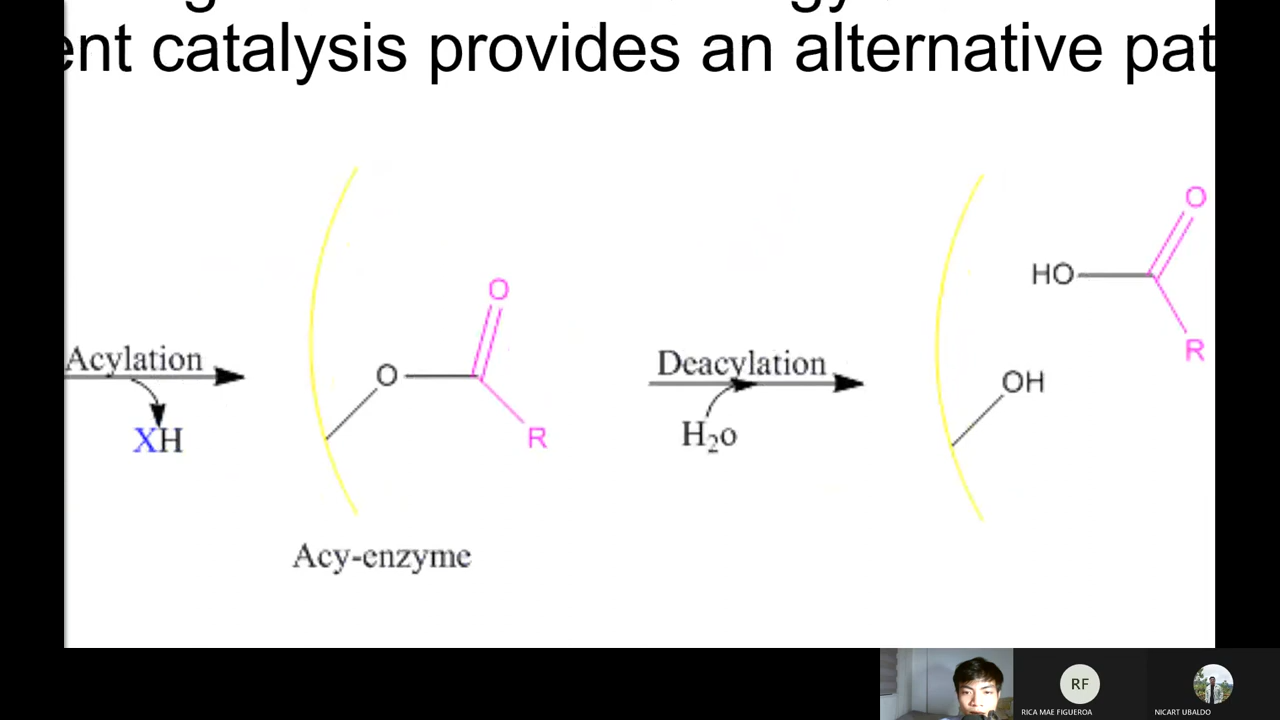 ent catalysis provides an alternative pat
O
O
HO
Acylation
Deacylation
R
O
OH
XH
R
H₂o
Acy-enzyme
RF
RICA MAE FIGUEROA
NICART UBALDO